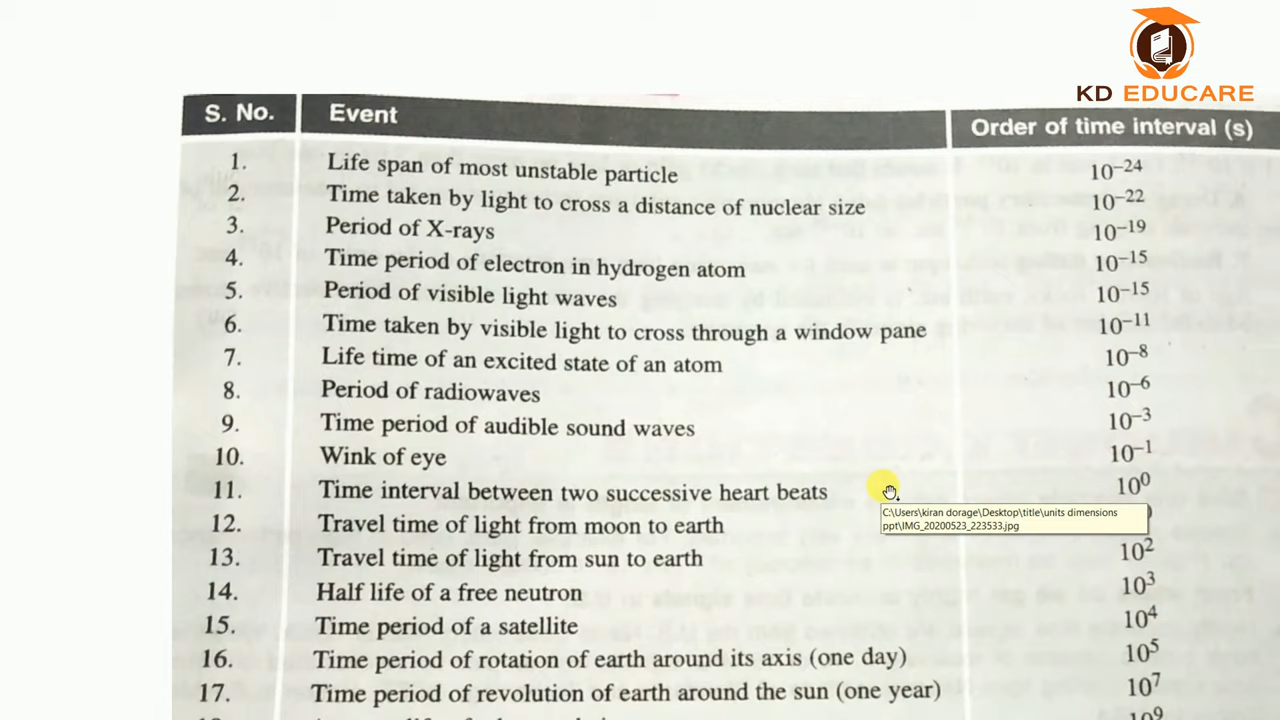 KD EDUCARE
S. No. Event Order of time interval (s)
1. Life span of most unstable particle 10⁻²⁴
2. Time taken by light to cross a distance of nuclear size 10⁻²²
3. Period of X-rays 10⁻¹⁹
4. Time period of electron in hydrogen atom 10⁻¹⁵
5. Period of visible light waves 10⁻¹⁵
6. Time taken by visible light to cross through a window pane 10⁻¹¹
7. Life time of an excited state of an atom 10⁻⁸
8. Period of radiowaves 10⁻⁶
9. Time period of audible sound waves 10⁻³
10. Wink of eye 10⁻¹
11. Time interval between two successive heart beats 10⁰
C:\Users\kiran dorage\Desktop\title\units dimensions
ppt\IMG_20200523_223533.jpg
12. Travel time of light from moon to earth
13. Travel time of light from sun to earth 10²
14. Half life of a free neutron 10³
15. Time period of a satellite 10⁴
16. Time period of rotation of earth around its axis (one day) 10⁵
17. Time period of revolution of earth around the sun (one year) 10⁷
10⁹